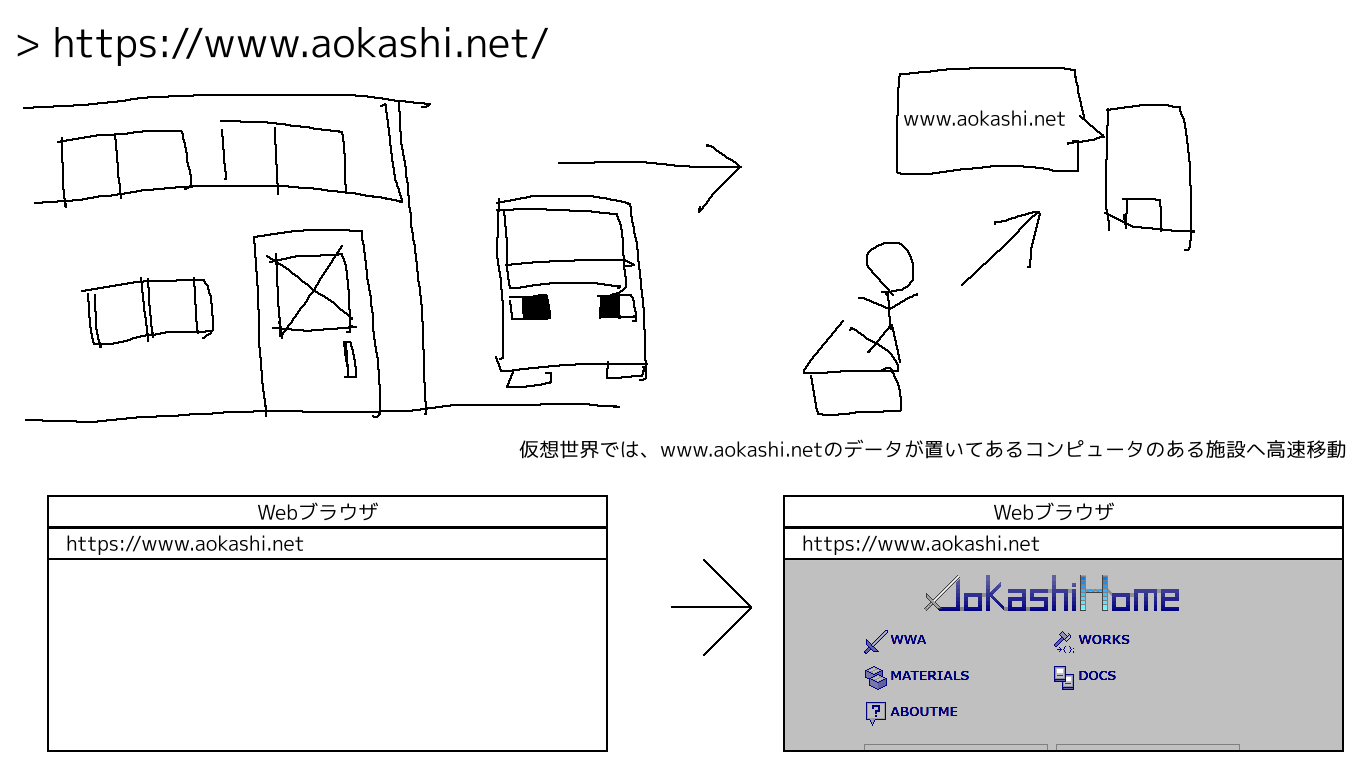 > https://www.aokashi.net/
www.aokashi.net
仮想世界では、www.aokashi.netのデータが置いてあるコンピュータのある施設へ高速移動
Webブラウザ
https://www.aokashi.net
Webブラウザ
https://www.aokashi.net
AokashiHome
WWA
WORKS
MATERIALS
DOCS
ABOUTME